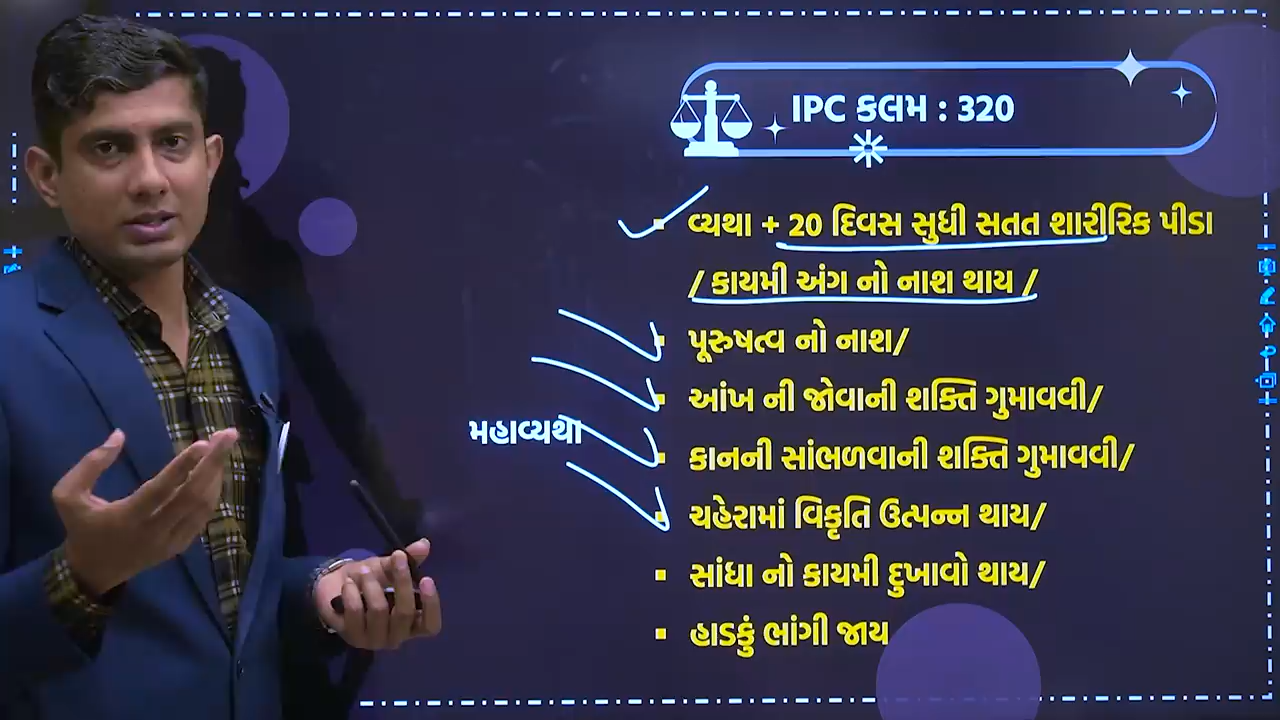 IPC કલમ : 320
વ્યથા + 20 દિવસ સુધી સતત શારીરિક પીડા
/ કાયમી અંગ નો નાશ થાય /
પૂરુષત્વ નો નાશ/
આંખ ની જોવાની શક્તિ ગુમાવવી/
મહાવ્યથા
કાનની સાંભળવાની શક્તિ ગુમાવવી/
ચહેરામાં વિકૃતિ ઉત્પન્ન થાય/
સાંધા નો કાયમી દુખાવો થાય/
હાડકું ભાંગી જાય